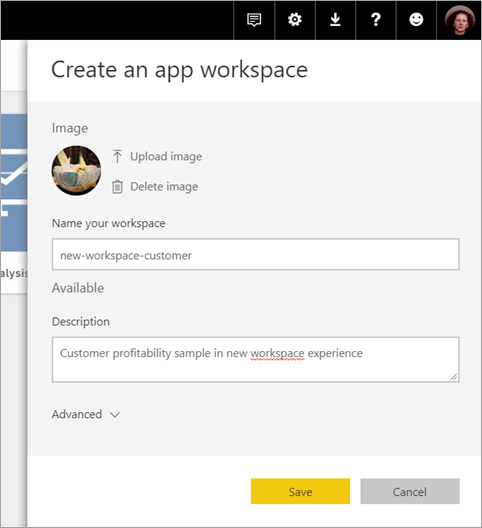 Create an app workspace
Image
Upload image
Delete image
Name your workspace
new-workspace-customer
Available
alysis
Description
Customer profitability sample in new workspace experience
Advanced
Save
Cancel